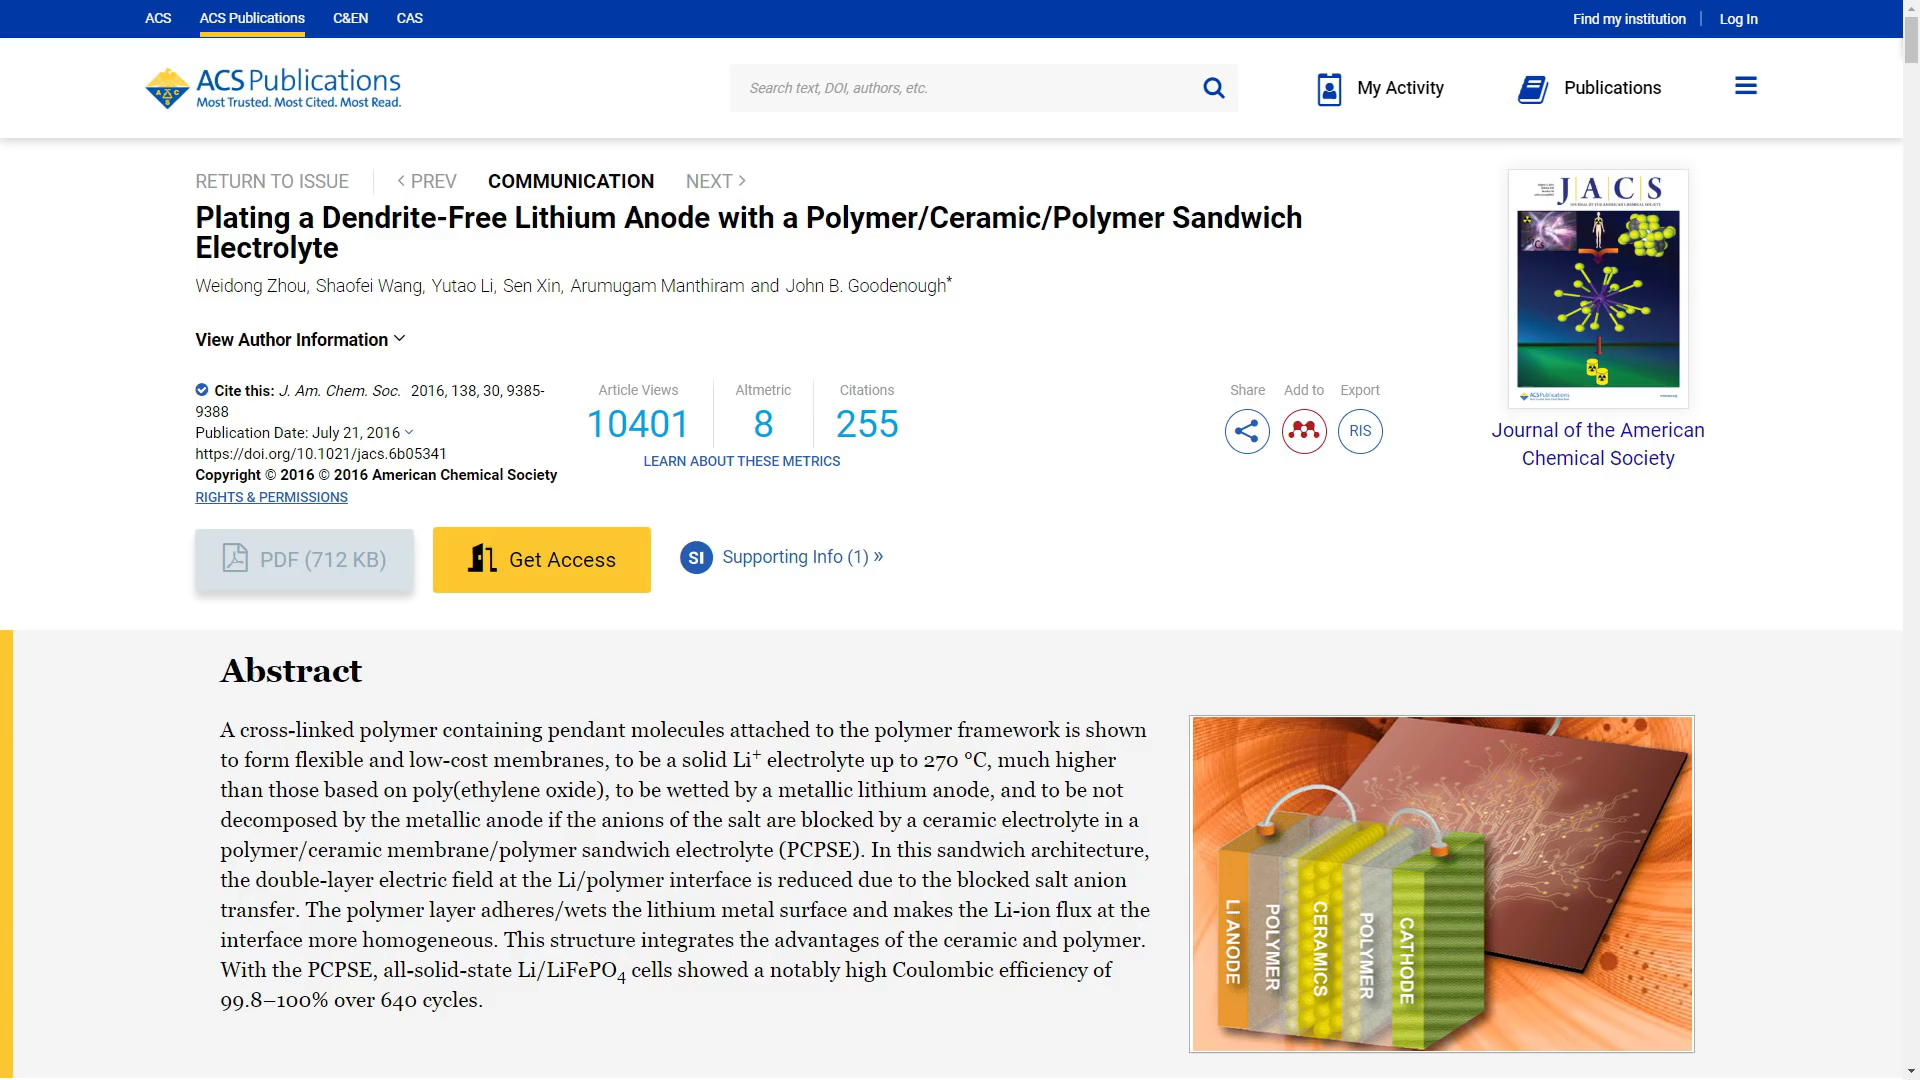 ACS ACS Publications C&EN CAS Find my institution Log In
ACS Publications
Most Trusted. Most Cited. Most Read.
Search text, DOI, authors, etc.
My Activity
Publications
RETURN TO ISSUE < PREV COMMUNICATION NEXT >
Plating a Dendrite-Free Lithium Anode with a Polymer/Ceramic/Polymer Sandwich
Electrolyte
Weidong Zhou, Shaofei Wang, Yutao Li, Sen Xin, Arumugam Manthiram and John B. Goodenough*
View Author Information
Cite this: J. Am. Chem. Soc. 2016, 138, 30, 9385-
9388
Publication Date: July 21, 2016
https://doi.org/10.1021/jacs.6b05341
Copyright © 2016 © 2016 American Chemical Society
RIGHTS & PERMISSIONS
Article Views
10401
Altmetric
8
Citations
255
LEARN ABOUT THESE METRICS
Share
Add to
Export
RIS
JACS
Journal of the American
Chemical Society
PDF (712 KB)
Get Access
SI Supporting Info (1) »
Abstract
A cross-linked polymer containing pendant molecules attached to the polymer framework is shown
to form flexible and low-cost membranes, to be a solid Li⁺ electrolyte up to 270 °C, much higher
than those based on poly(ethylene oxide), to be wetted by a metallic lithium anode, and to be not
decomposed by the metallic anode if the anions of the salt are blocked by a ceramic electrolyte in a
polymer/ceramic membrane/polymer sandwich electrolyte (PCPSE). In this sandwich architecture,
the double-layer electric field at the Li/polymer interface is reduced due to the blocked salt anion
transfer. The polymer layer adheres/wets the lithium metal surface and makes the Li-ion flux at the
interface more homogeneous. This structure integrates the advantages of the ceramic and polymer.
With the PCPSE, all-solid-state Li/LiFePO₄ cells showed a notably high Coulombic efficiency of
99.8–100% over 640 cycles.
LI ANODE
POLYMER
CERAMICS
POLYMER
CATHODE